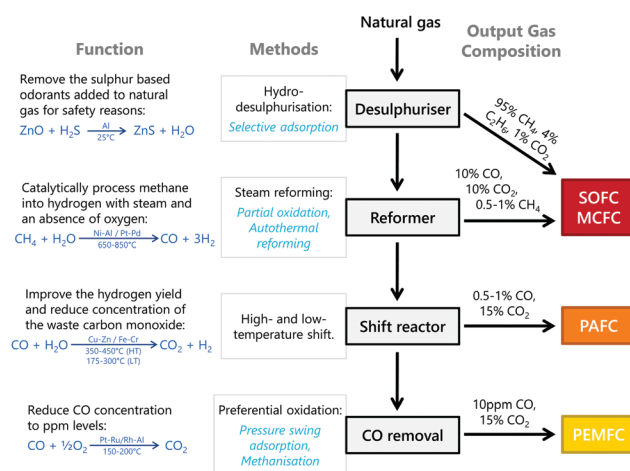 Function
Methods
Natural gas
Output Gas
Composition
Remove the sulphur based
odorants added to natural
gas for safety reasons:
ZnO + H₂S Al ZnS + H₂O
25°C
Hydro-
desulphurisation:
Selective adsorption
Desulphuriser
95% CH₄, 4%
C₂H₆, 1% CO₂
Catalytically process methane
into hydrogen with steam and
an absence of oxygen:
CH₄ + H₂O Ni-Al / Pt-Pd CO + 3H₂
650-850°C
Steam reforming:
Partial oxidation,
Autothermal
reforming
Reformer
10% CO,
10% CO₂,
0.5-1% CH₄
SOFC
MCFC
Improve the hydrogen yield
and reduce concentration of
the waste carbon monoxide:
CO + H₂O Cu-Zn / Fe-Cr CO₂ + H₂
350-450°C (HT)
175-300°C (LT)
High- and low-
temperature shift.
Shift reactor
0.5-1% CO,
15% CO₂
PAFC
Reduce CO concentration
to ppm levels:
CO + ½O₂ Pt-Ru/Rh-Al CO₂
150-200°C
Preferential oxidation:
Pressure swing
adsorption,
Methanisation
CO removal
10ppm CO,
15% CO₂
PEMFC